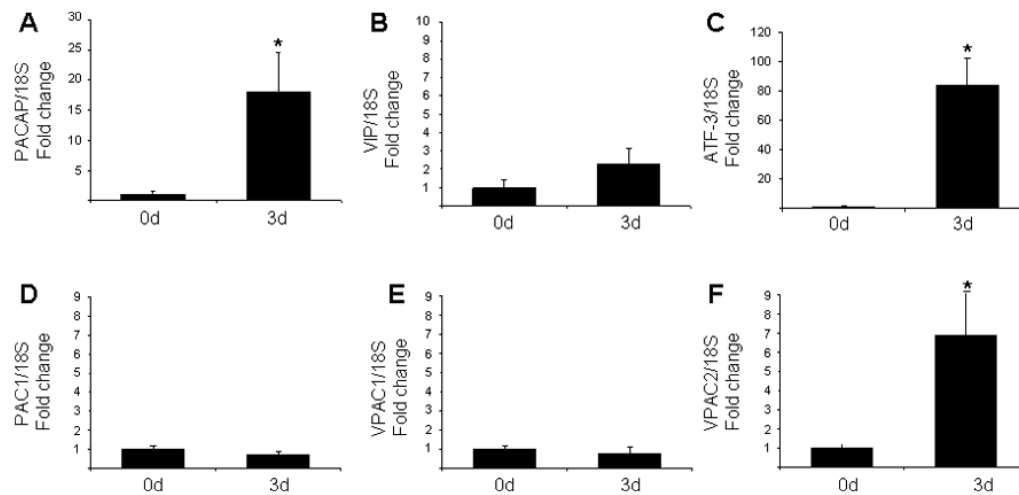 A
PACAP/18S
Fold change
30
25
20
15
10
5
*
0d
3d
B
VIP/18S
Fold change
10
9
8
7
6
5
4
3
2
1
0d
3d
C
ATF-3/18S
Fold change
120
100
80
60
40
20
*
0d
3d
D
PAC1/18S
Fold change
9
8
7
6
5
4
3
2
1
0d
3d
E
VPAC1/18S
Fold change
9
8
7
6
5
4
3
2
1
0d
3d
F
VPAC2/18S
Fold change
9
8
7
6
5
4
3
2
1
*
0d
3d